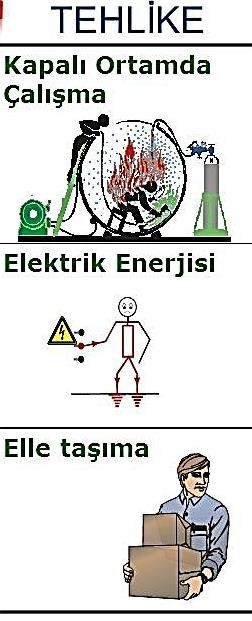 TEHLİKE
Kapalı Ortamda
Çalışma
Elektrik Enerjisi
Elle taşıma